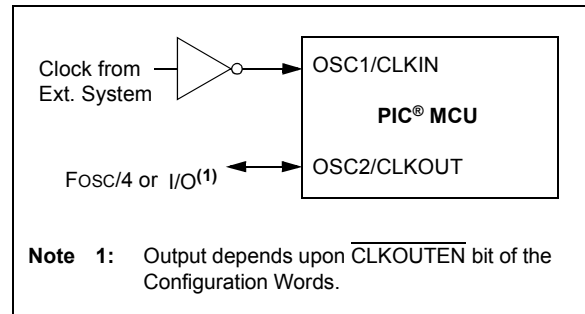 Clock from
Ext. System
OSC1/CLKIN
PIC® MCU
FOSC/4 or I/O(1)
OSC2/CLKOUT
Note 1: Output depends upon CLKOUTEN bit of the
Configuration Words.